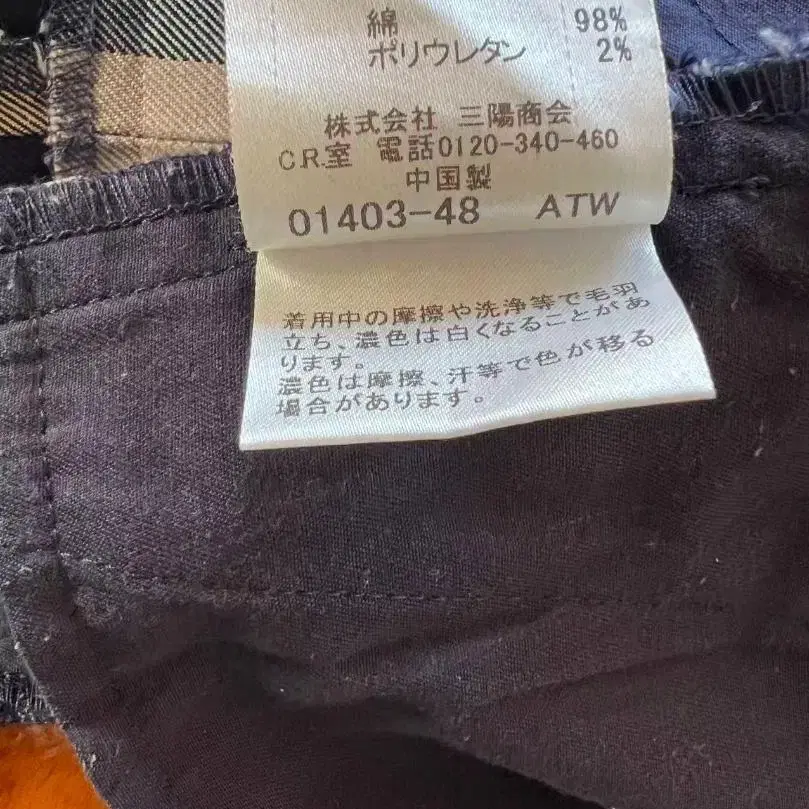 綿 98%
ポリウレタン 2%
株式会社 三陽商会
C.R.室 電話0120-340-460
中国製
01403-48 ATW
着用中の摩擦や洗浄等で毛羽
立ち、濃色は白くなることがあ
ります。
濃色は摩擦、汗等で色が移る
場合があります。